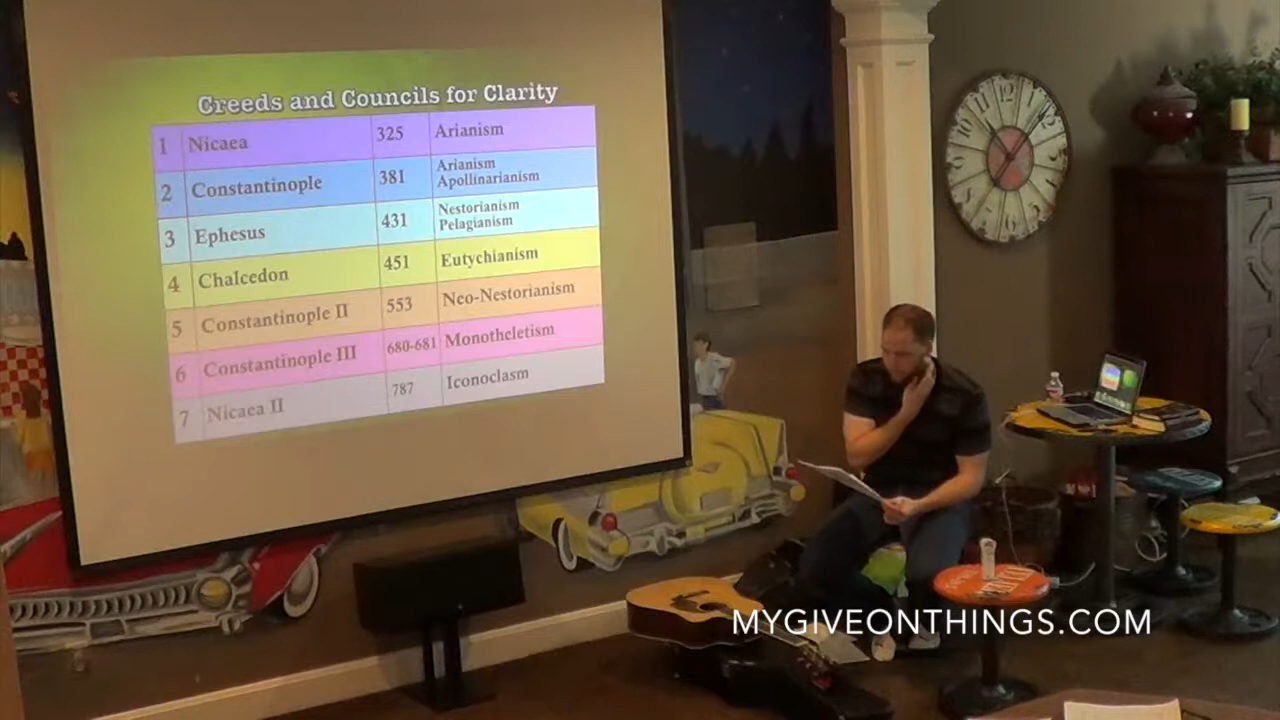 Creeds and Councils for Clarity
1 Nicaea 325 Arianism
2 Constantinople 381 Arianism Apollinarianism
3 Ephesus 431 Nestorianism Pelagianism
4 Chalcedon 451 Eutychianism
5 Constantinople II 553 Neo-Nestorianism
6 Constantinople III 680-681 Monotheletism
7 Nicaea II 787 Iconoclasm
MYGIVEONTHINGS.COM